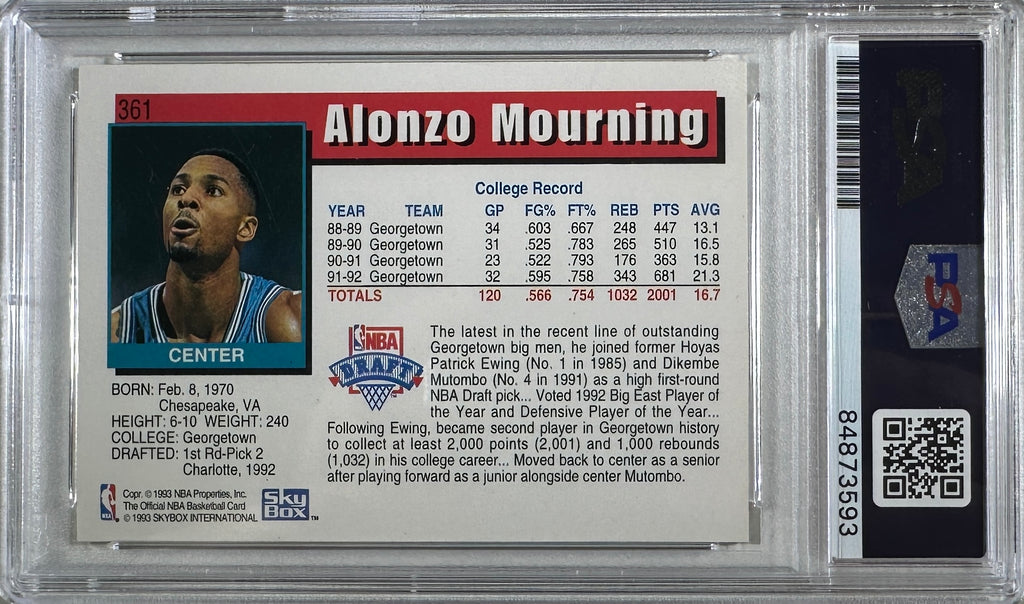 361
Alonzo Mourning
College Record
YEAR TEAM GP FG% FT% REB PTS AVG
88-89 Georgetown 34 .603 .667 248 447 13.1
89-90 Georgetown 31 .525 .783 265 510 16.5
90-91 Georgetown 23 .522 .793 176 363 15.8
91-92 Georgetown 32 .595 .758 343 681 21.3
TOTALS 120 .566 .754 1032 2001 16.7
CENTER
BORN: Feb. 8, 1970
Chesapeake, VA
HEIGHT: 6-10 WEIGHT: 240
COLLEGE: Georgetown
DRAFTED: 1st Rd-Pick 2
Charlotte, 1992
NBA
DRAFT
The latest in the recent line of outstanding
Georgetown big men, he joined former Hoyas
Patrick Ewing (No. 1 in 1985) and Dikembe
Mutombo (No. 4 in 1991) as a high first-round
NBA Draft pick... Voted 1992 Big East Player of
the Year and Defensive Player of the Year...
Following Ewing, became second player in Georgetown history
to collect at least 2,000 points (2,001) and 1,000 rebounds
(1,032) in his college career... Moved back to center as a senior
after playing forward as a junior alongside center Mutombo.
NBA
Copr. © 1993 NBA Properties, Inc.
The Official NBA Basketball Card
© 1993 SKYBOX INTERNATIONAL
Sky
Box™
PSA
PSA
84873593